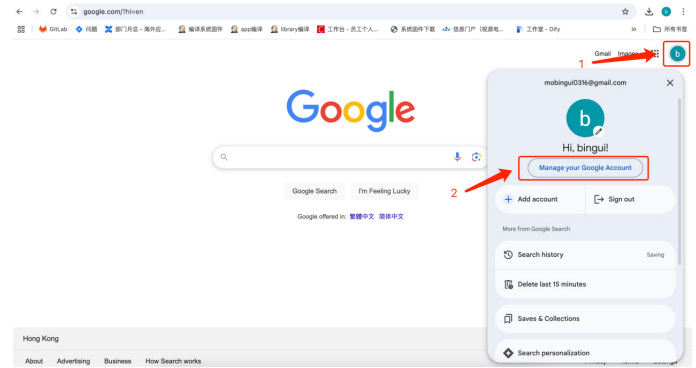 google.com/?hl=en
GitLab 问题 部门月总 - 海外应... 编译系统固件 app编译 library编译 工作台 - 员工个人... 系统固件下载 信息门户 (视源电... 工作室 - Dify » 所有书签
Gmail Images b
1
mobingui0316@gmail.com
b
Hi, bingui!
Google
Manage your Google Account
2
Google Search I'm Feeling Lucky
Add account Sign out
Google offered in: 繁體中文 简体中文
More from Google Search
Search history Saving
Delete last 15 minutes
Saves & Collections
Hong Kong
Search personalization
About Advertising Business How Search works